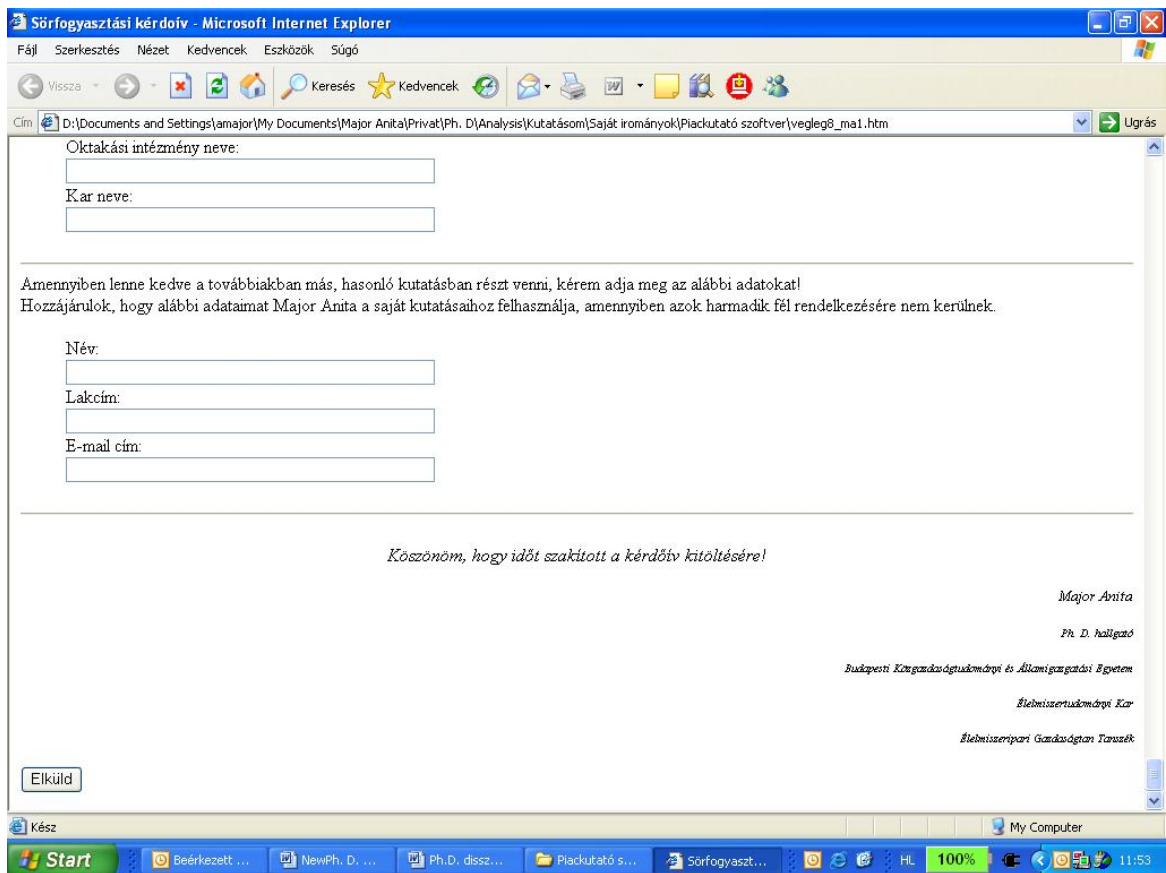 Sörfogyasztási kérdoív - Microsoft Internet Explorer
Fájl Szerkesztés Nézet Kedvencek Eszközök Súgó
Vissza Keresés Kedvencek
Cím D:\Documents and Settings\amajor\My Documents\Major Anita\Privat\Ph. D\Analysis\Kutatásom\Saját irományok\Piackutató szoftver\vegleg8_ma1.htm Ugrás
Oktakási intézmény neve:
Kar neve:
Amennyiben lenne kedve a továbbiakban más, hasonló kutatásban részt venni, kérem adja meg az alábbi adatokat!
Hozzájárulok, hogy alábbi adataimat Major Anita a saját kutatásaihoz felhasználja, amennyiben azok harmadik fél rendelkezésére nem kerülnek.
Név:
Lakcím:
E-mail cím:
Köszönöm, hogy időt szakított a kérdőív kitöltésére!
Major Anita
Ph. D. hallgató
Budapesti Közgazdaságtudományi és Államigazgatási Egyetem
Élelmiszertudományi Kar
Élelmiszeripari Gazdaságtan Tanszék
Elküld
Kész My Computer
Start Beérkezett ... NewPh. D. ... Ph.D. dissz... Piackutató s... Sörfogyaszt... HL 100% 11:53